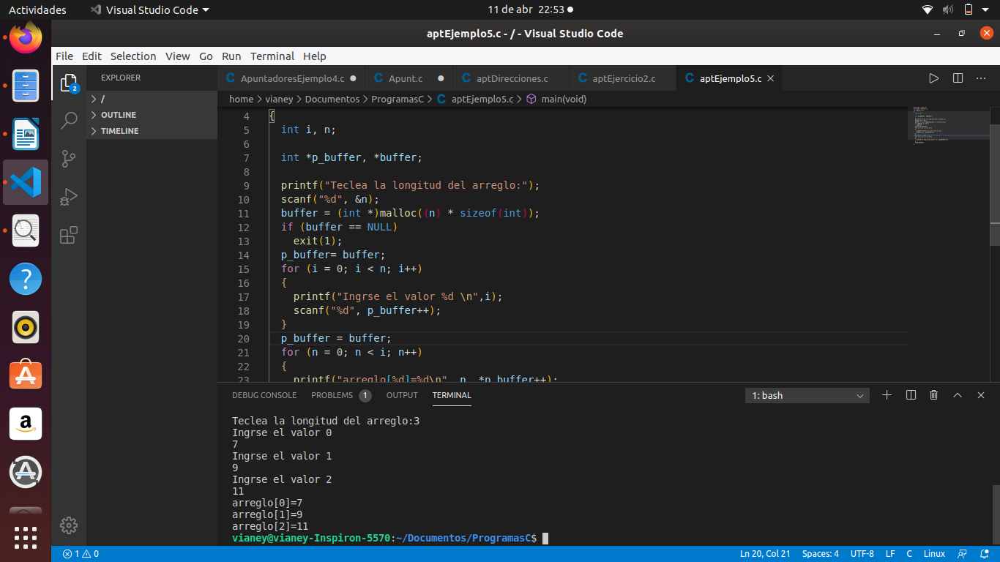 Actividades Visual Studio Code 11 de abr 22:53
aptEjemplo5.c - / - Visual Studio Code
File Edit Selection View Go Run Terminal Help
2
EXPLORER
/
OUTLINE
TIMELINE
ApuntadoresEjemplo4.c Apunt.c aptDirecciones.c aptEjercicio2.c aptEjemplo5.c
home > vianey > Documentos > ProgramasC > aptEjemplo5.c > main(void)
4 {
5 int i, n;
6
7 int *p_buffer, *buffer;
8
9 printf("Teclea la longitud del arreglo:");
10 scanf("%d", &n);
11 buffer = (int *)malloc((n) * sizeof(int));
12 if (buffer == NULL)
13 exit(1);
14 p_buffer= buffer;
15 for (i = 0; i < n; i++)
16 {
17 printf("Ingrse el valor %d \n",i);
18 scanf("%d", p_buffer++);
19 }
20 p_buffer = buffer;
21 for (n = 0; n < i; n++)
22 {
23 printf("arreglo[%d]=%d\n", n, *p_buffer++);
DEBUG CONSOLE PROBLEMS 1 OUTPUT TERMINAL 1: bash
Teclea la longitud del arreglo:3
Ingrse el valor 0
7
Ingrse el valor 1
9
Ingrse el valor 2
11
arreglo[0]=7
arreglo[1]=9
arreglo[2]=11
vianey@vianey-Inspiron-5570:~/Documentos/ProgramasC$
1 0 Ln 20, Col 21 Spaces: 4 UTF-8 LF C Linux